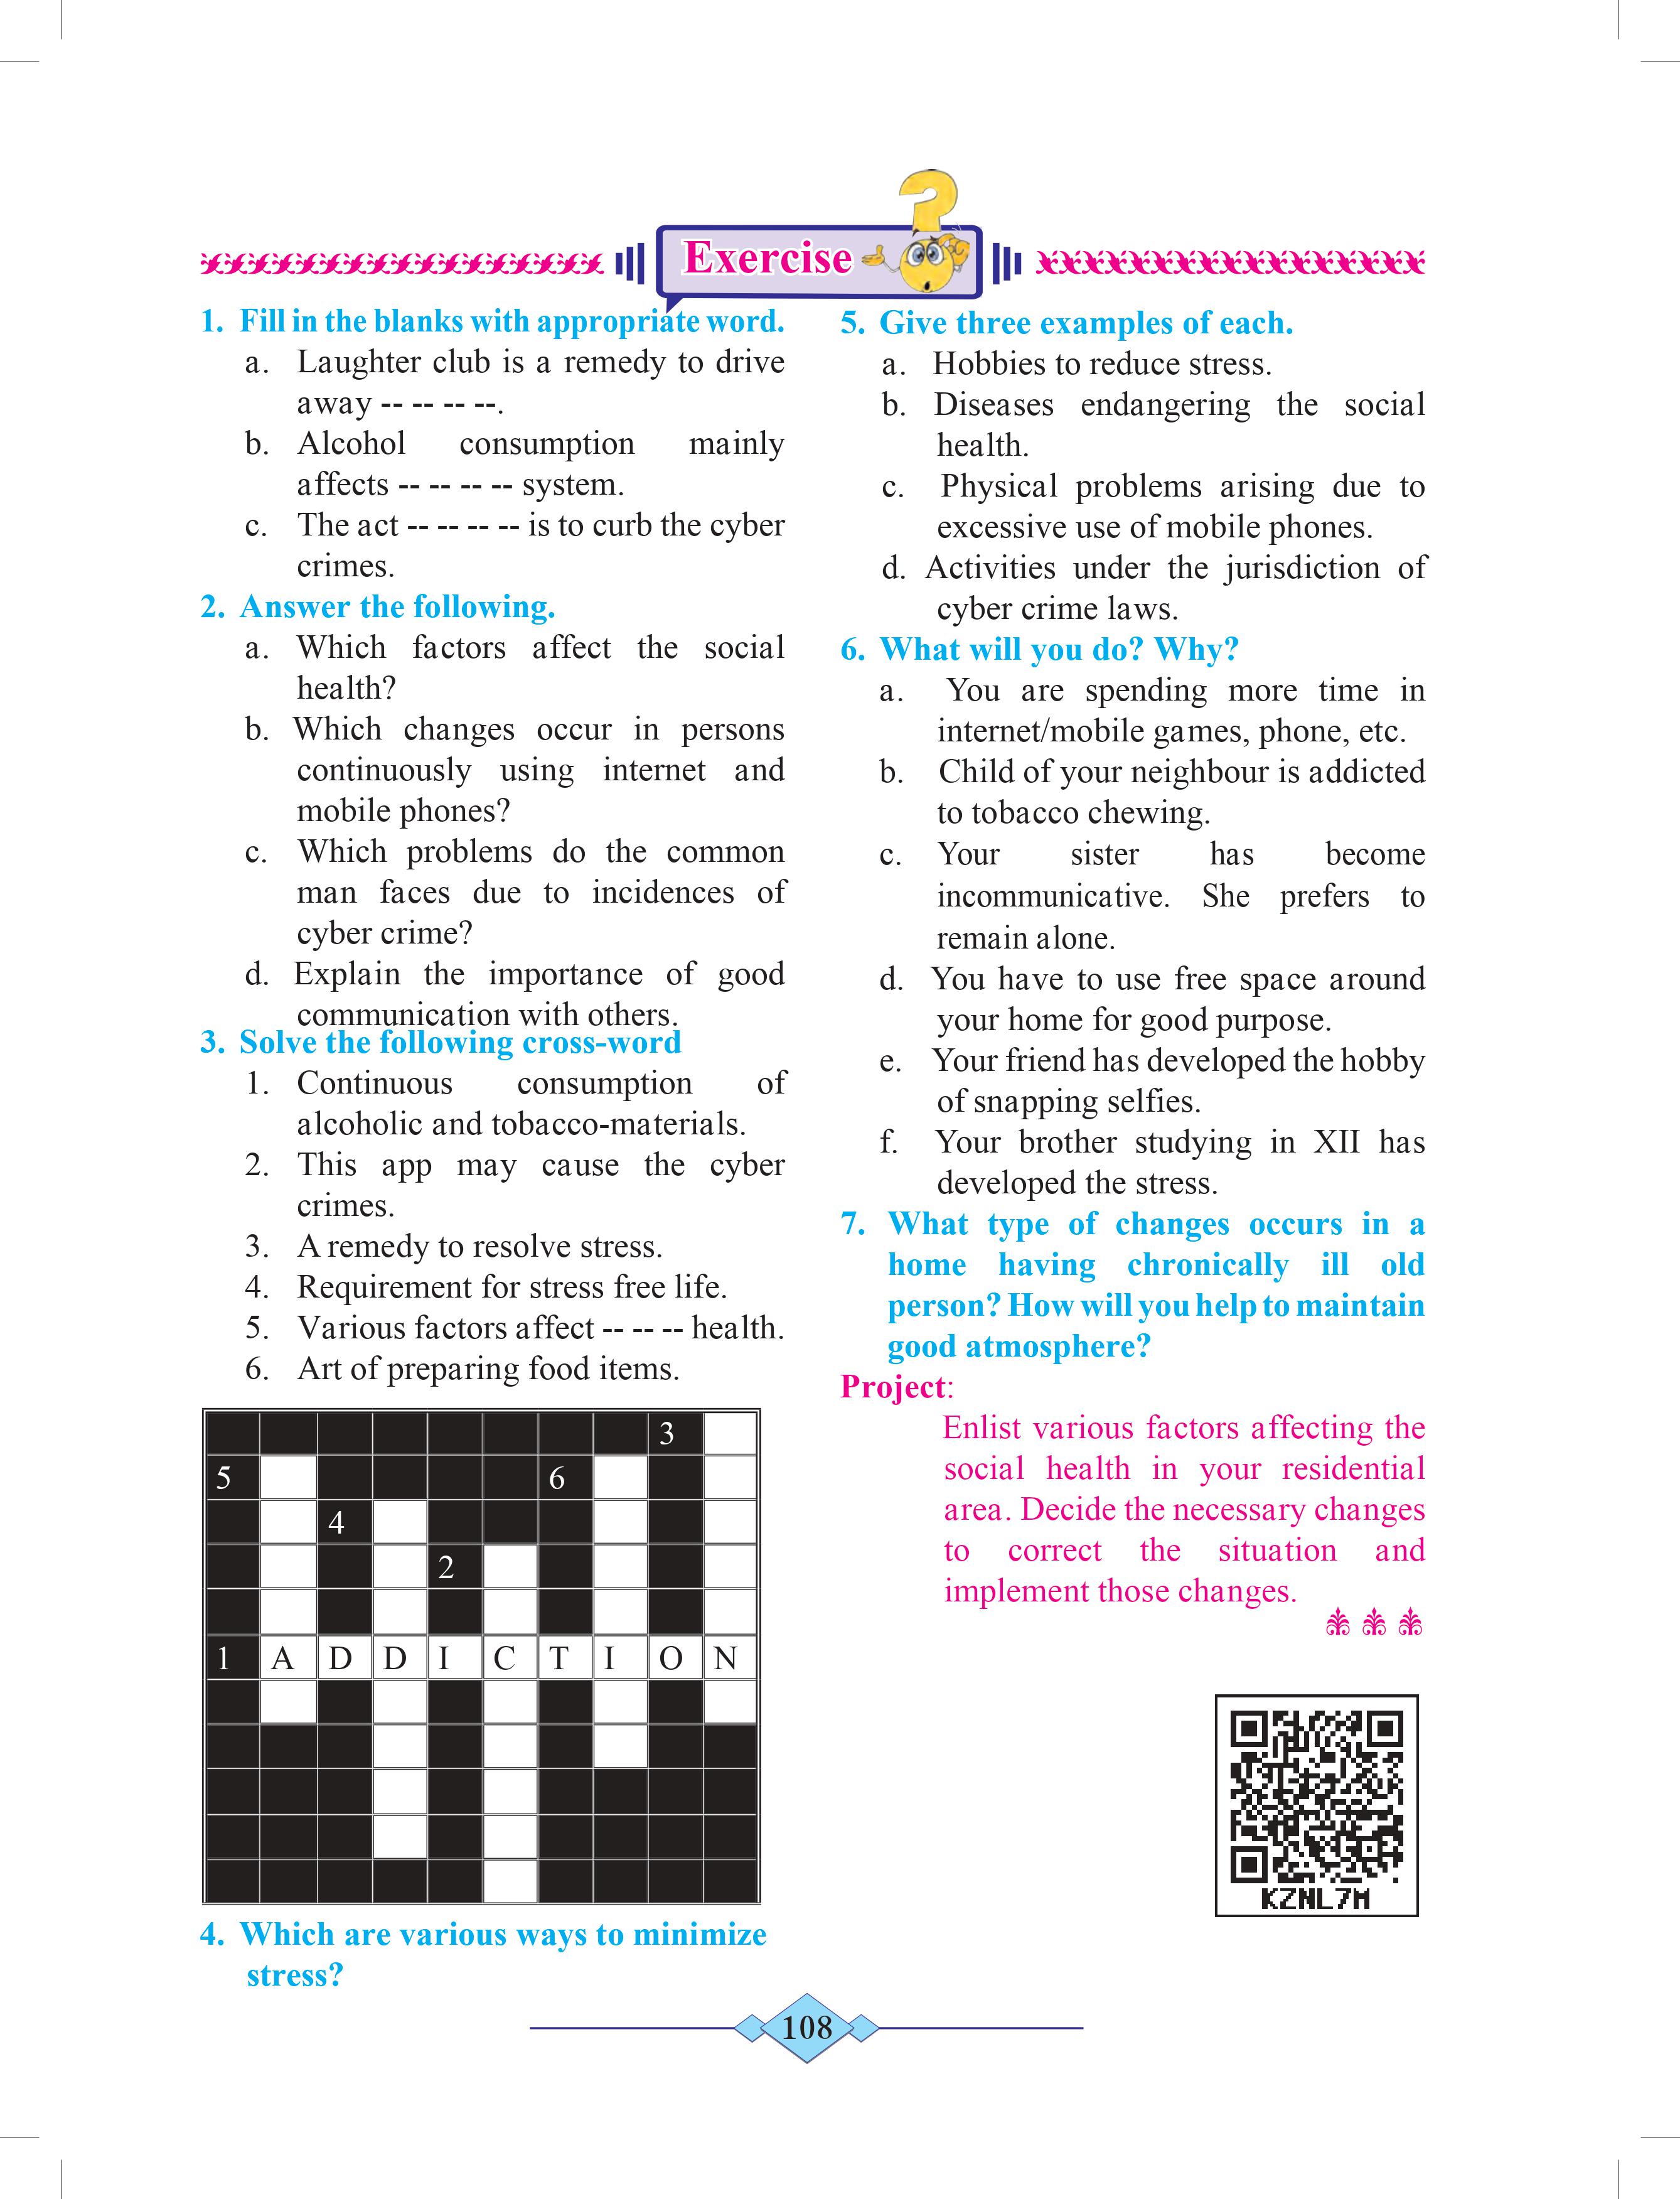 Exercise
1. Fill in the blanks with appropriate word.
a. Laughter club is a remedy to drive
away -- -- -- --.
b. Alcohol consumption mainly
affects -- -- -- -- system.
c. The act -- -- -- -- is to curb the cyber
crimes.
2. Answer the following.
a. Which factors affect the social
health?
b. Which changes occur in persons
continuously using internet and
mobile phones?
c. Which problems do the common
man faces due to incidences of
cyber crime?
d. Explain the importance of good
communication with others.
3. Solve the following cross-word
1. Continuous consumption of
alcoholic and tobacco-materials.
2. This app may cause the cyber
crimes.
3. A remedy to resolve stress.
4. Requirement for stress free life.
5. Various factors affect -- -- -- health.
6. Art of preparing food items.
3
5 6
4
2
1 A D D I C T I O N
4. Which are various ways to minimize
stress?
5. Give three examples of each.
a. Hobbies to reduce stress.
b. Diseases endangering the social
health.
c. Physical problems arising due to
excessive use of mobile phones.
d. Activities under the jurisdiction of
cyber crime laws.
6. What will you do? Why?
a. You are spending more time in
internet/mobile games, phone, etc.
b. Child of your neighbour is addicted
to tobacco chewing.
c. Your sister has become
incommunicative. She prefers to
remain alone.
d. You have to use free space around
your home for good purpose.
e. Your friend has developed the hobby
of snapping selfies.
f. Your brother studying in XII has
developed the stress.
7. What type of changes occurs in a
home having chronically ill old
person? How will you help to maintain
good atmosphere?
Project:
Enlist various factors affecting the
social health in your residential
area. Decide the necessary changes
to correct the situation and
implement those changes.
KZNL7M
108